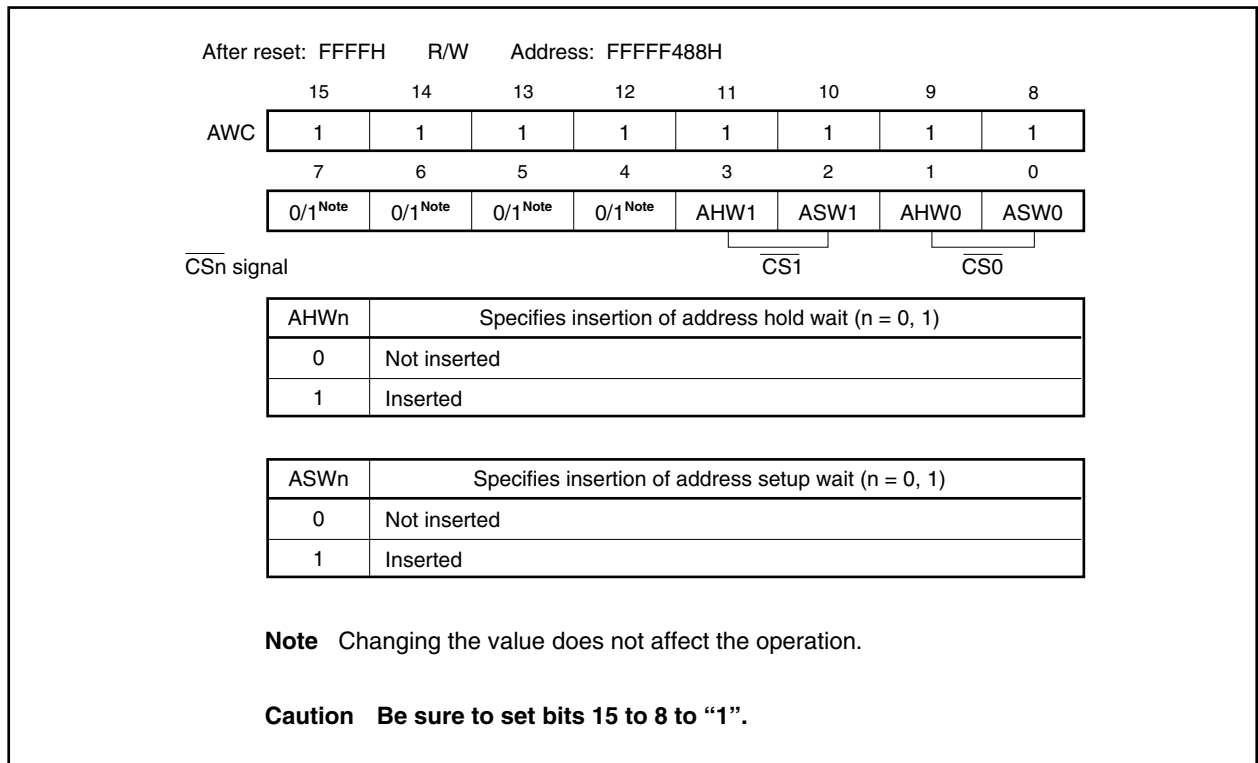 After reset: FFFFH R/W Address: FFFFF488H
15 14 13 12 11 10 9 8
AWC 1 1 1 1 1 1 1 1
7 6 5 4 3 2 1 0
0/1Note 0/1Note 0/1Note 0/1Note AHW1 ASW1 AHW0 ASW0
CSn signal CS1 CS0
AHWn Specifies insertion of address hold wait (n = 0, 1)
0 Not inserted
1 Inserted
ASWn Specifies insertion of address setup wait (n = 0, 1)
0 Not inserted
1 Inserted
Note Changing the value does not affect the operation.
Caution Be sure to set bits 15 to 8 to “1”.